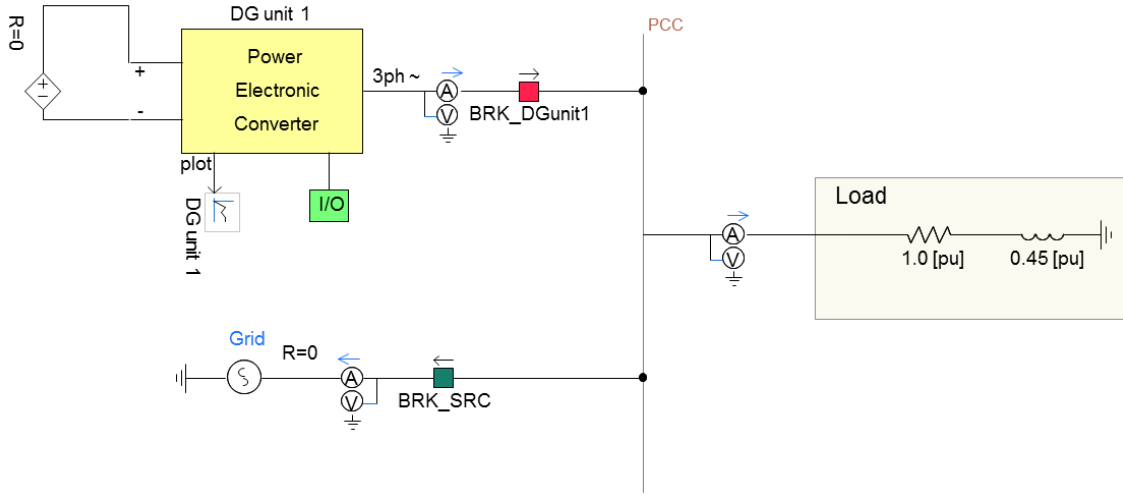 R=0
DG unit 1
+
-
Power
Electronic
Converter
3ph ~
A
V
BRK_DGunit1
PCC
plot
DG unit 1
I/O
A
V
Load
1.0 [pu]
0.45 [pu]
Grid
R=0
A
V
BRK_SRC